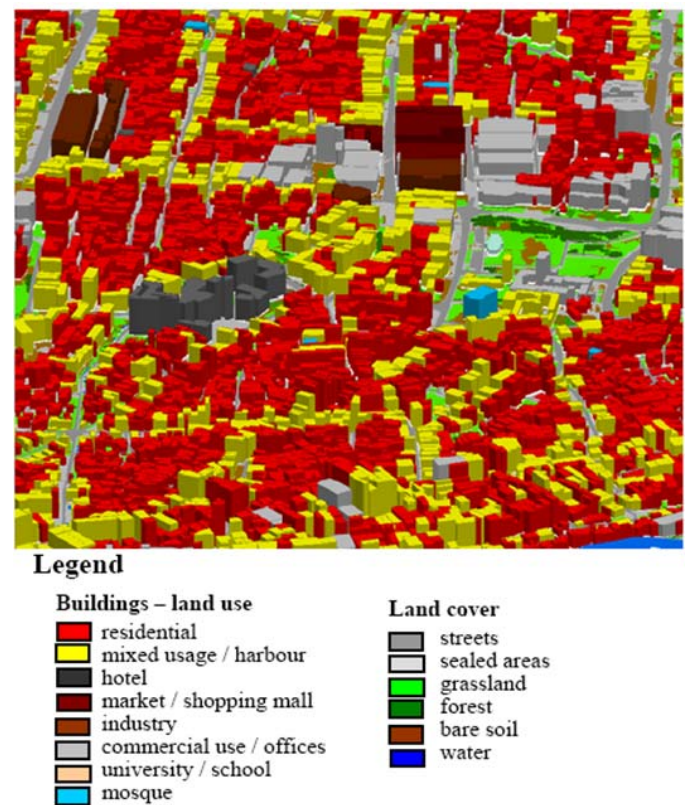 Legend
Buildings – land use
residential
mixed usage / harbour
hotel
market / shopping mall
industry
commercial use / offices
university / school
mosque
Land cover
streets
sealed areas
grassland
forest
bare soil
water